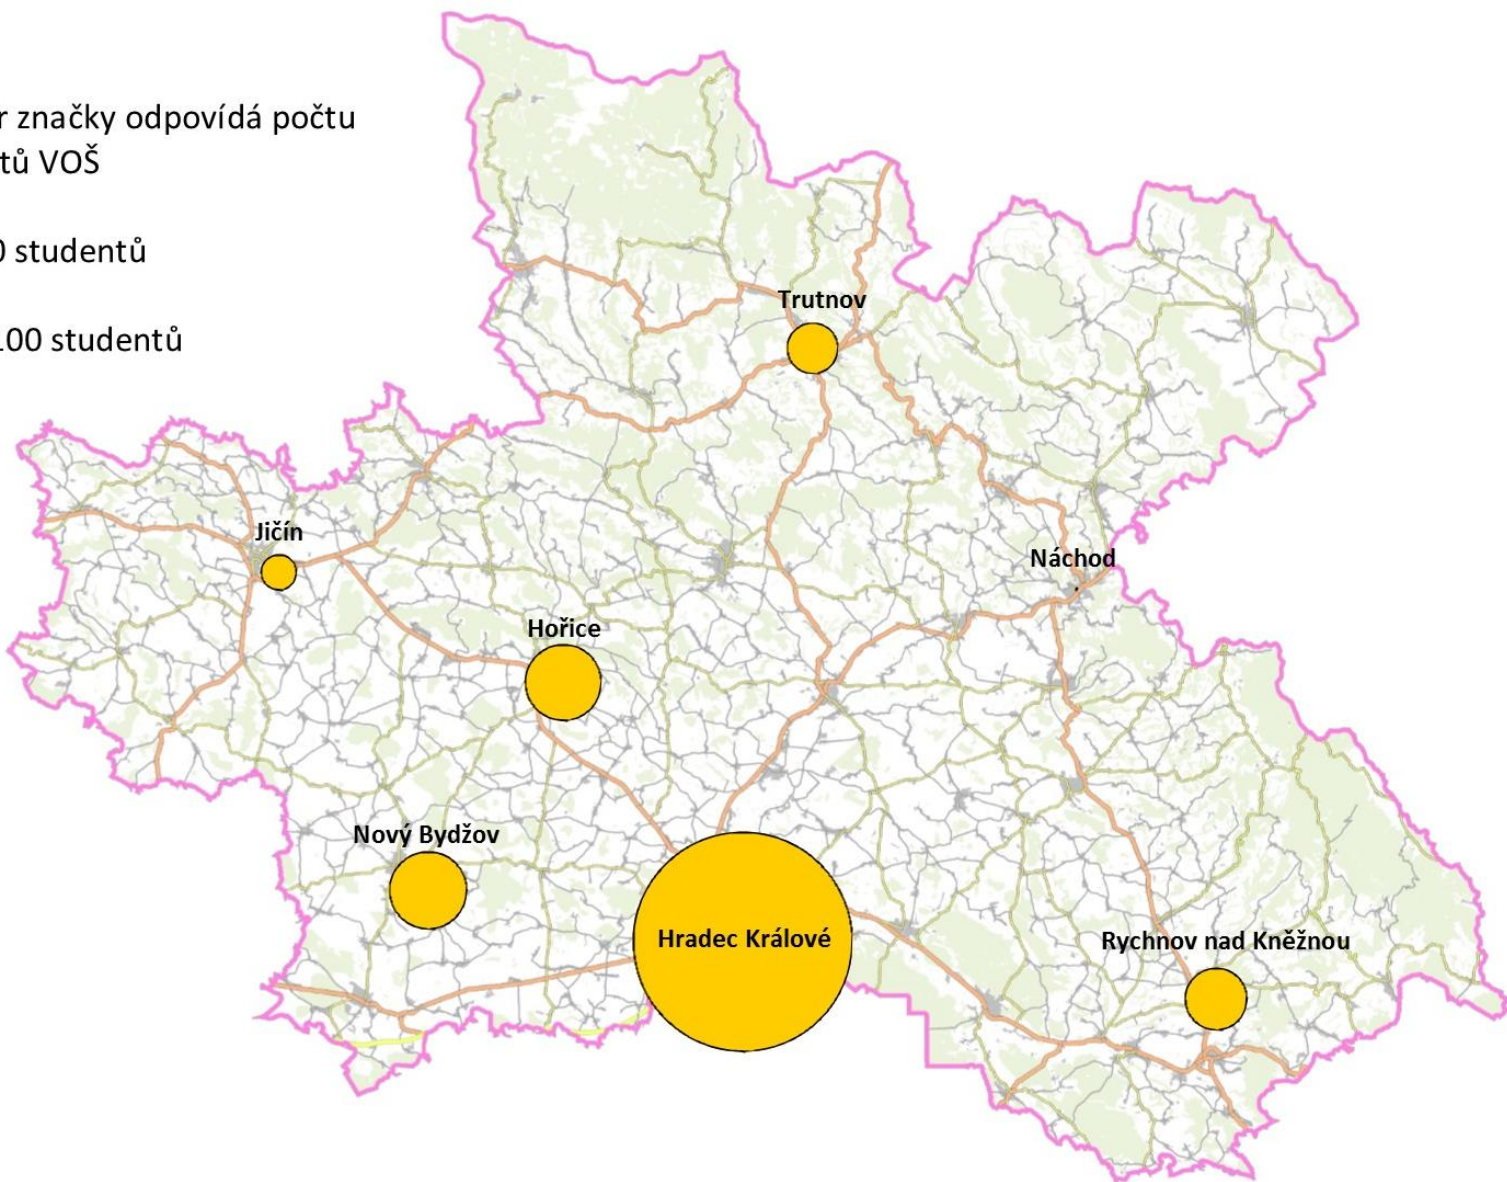 r značky odpovídá počtu
tů VOŠ
0 studentů
100 studentů
Trutnov
Jičín
Náchod
Hořice
Nový Bydžov
Hradec Králové
Rychnov nad Kněžnou